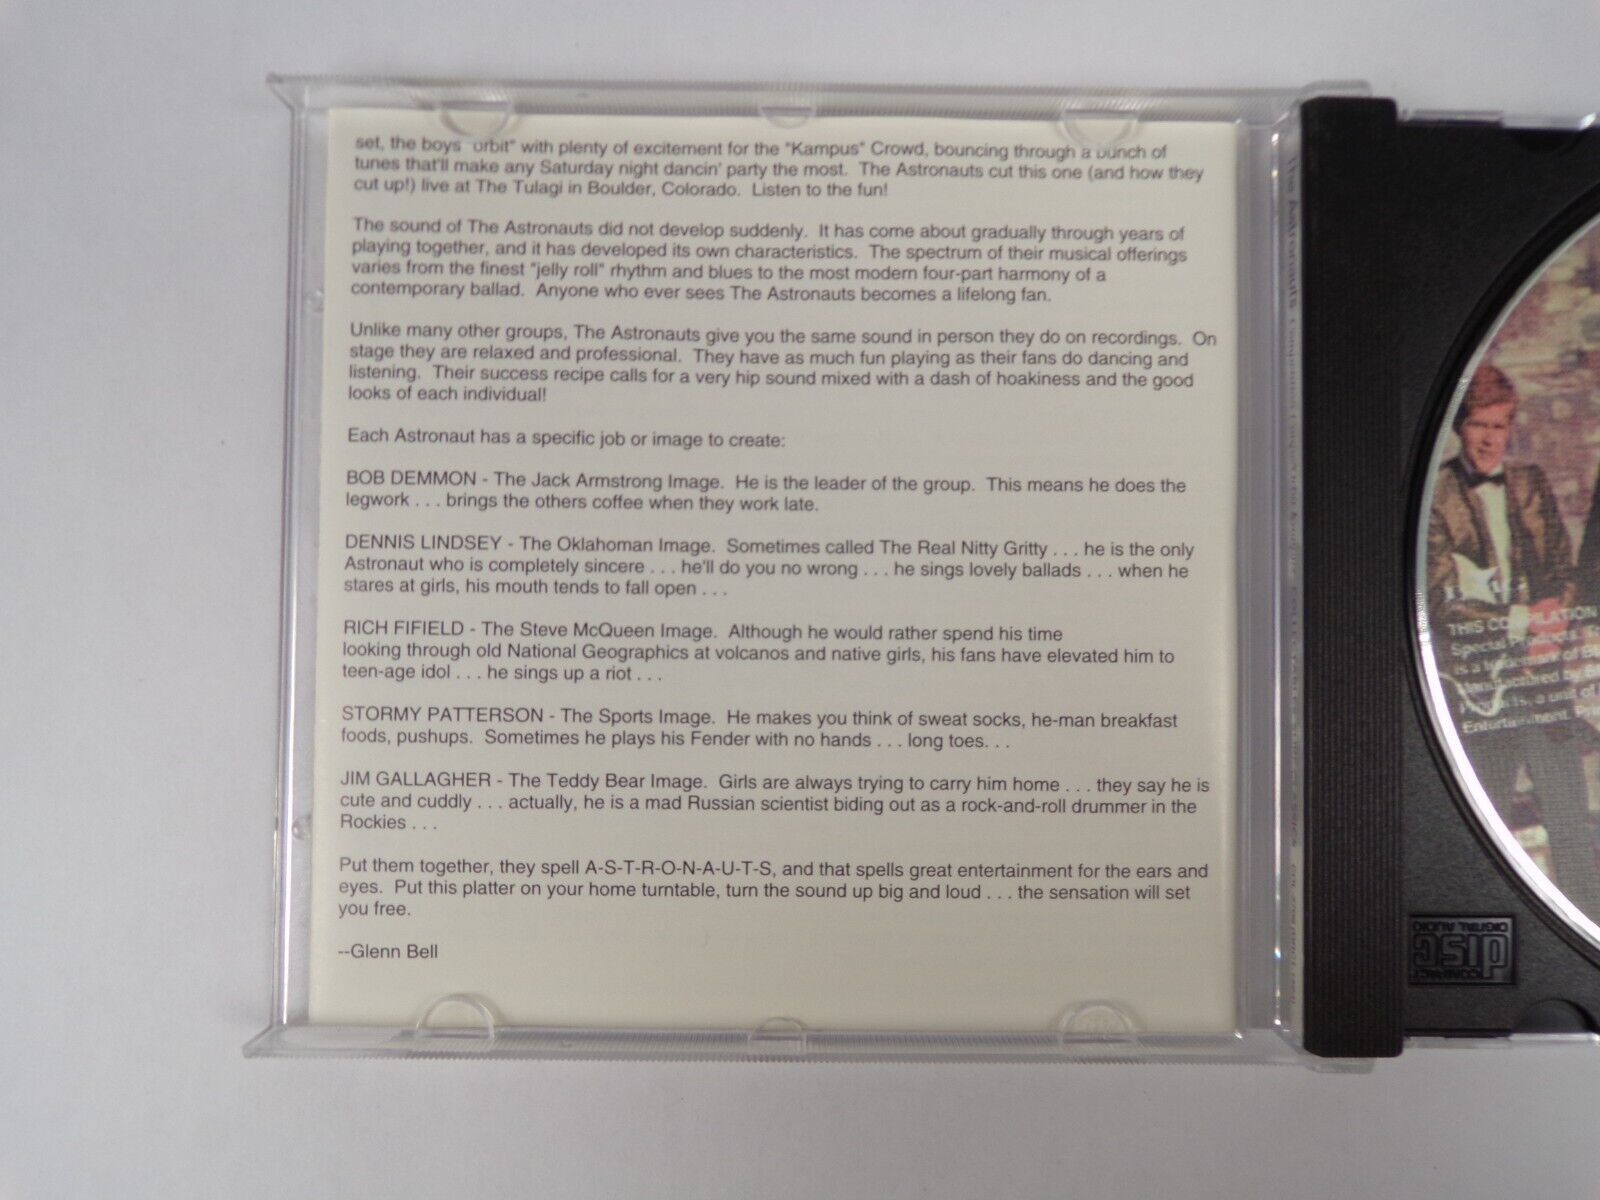 set, the boys "orbit" with plenty of excitement for the "Kampus" Crowd, bouncing through a bunch of
tunes that'll make any Saturday night dancin' party the most.  The Astronauts cut this one (and how they
cut up!) live at The Tulagi in Boulder, Colorado.  Listen to the fun!
The sound of The Astronauts did not develop suddenly.  It has come about gradually through years of
playing together, and it has developed its own characteristics.  The spectrum of their musical offerings
varies from the finest "jelly roll" rhythm and blues to the most modern four-part harmony of a
contemporary ballad.  Anyone who ever sees The Astronauts becomes a lifelong fan.
Unlike many other groups, The Astronauts give you the same sound in person they do on recordings.  On
stage they are relaxed and professional.  They have as much fun playing as their fans do dancing and
listening.  Their success recipe calls for a very hip sound mixed with a dash of hoakiness and the good
looks of each individual!
Each Astronaut has a specific job or image to create:
BOB DEMMON - The Jack Armstrong Image.  He is the leader of the group.  This means he does the
legwork . . . brings the others coffee when they work late.
DENNIS LINDSEY - The Oklahoman Image.  Sometimes called The Real Nitty Gritty . . . he is the only
Astronaut who is completely sincere . . . he'll do you no wrong . . . he sings lovely ballads . . . when he
stares at girls, his mouth tends to fall open . . .
RICH FIFIELD - The Steve McQueen Image.  Although he would rather spend his time
looking through old National Geographics at volcanos and native girls, his fans have elevated him to
teen-age idol . . . he sings up a riot . . .
STORMY PATTERSON - The Sports Image.  He makes you think of sweat socks, he-man breakfast
foods, pushups.  Sometimes he plays his Fender with no hands . . . long toes. . .
JIM GALLAGHER - The Teddy Bear Image.  Girls are always trying to carry him home . . . they say he is
cute and cuddly . . . actually, he is a mad Russian scientist biding out as a rock-and-roll drummer in the
Rockies . . .
Put them together, they spell A-S-T-R-O-N-A-U-T-S, and that spells great entertainment for the ears and
eyes.  Put this platter on your home turntable, turn the sound up big and loud . . . the sensation will set
you free.
--Glenn Bell
The Astronauts
THIS COMPILATION
Special Products.
is a trademark of
Manufactured by
a unit of
Entertainment.
COMPACT
disc
DIGITAL AUDIO